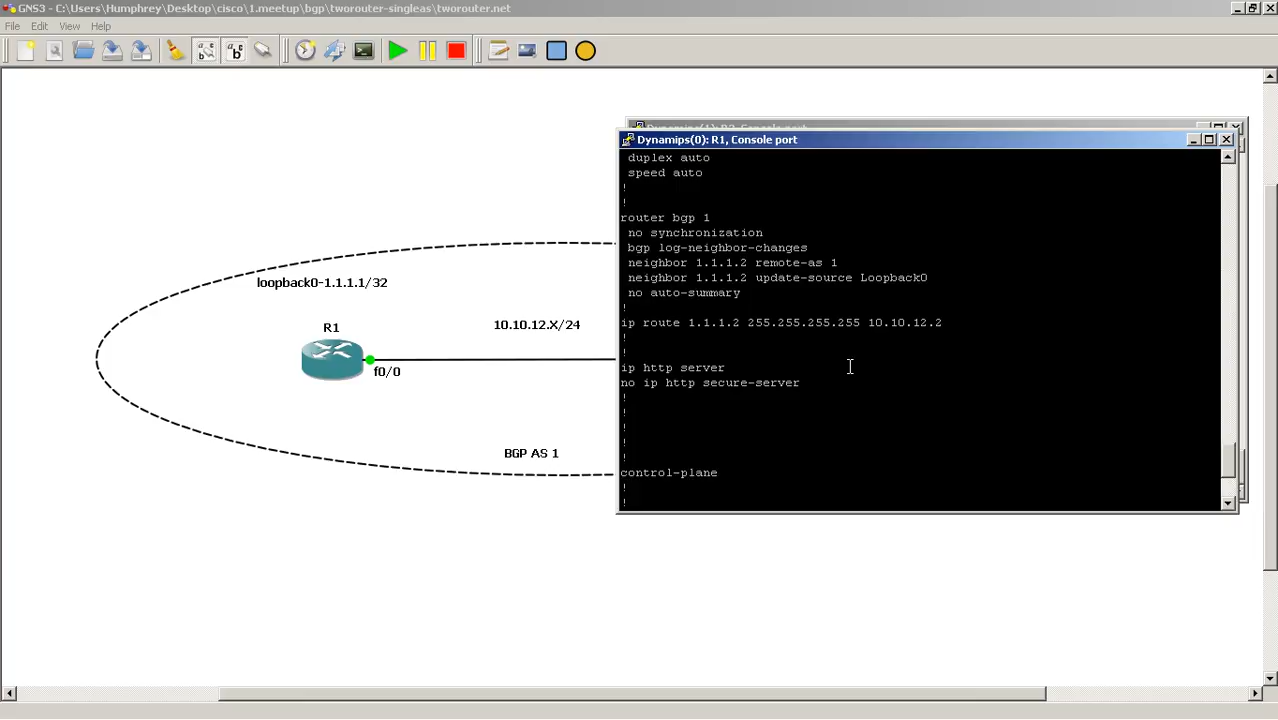 GNS3 - C:\Users\Humphrey\Desktop\cisco\1.meetup\bgp\tworouter-singleas\tworouter.net
File Edit View Help
Dynamips(0): R1, Console port
duplex auto
speed auto
!
!
router bgp 1
no synchronization
bgp log-neighbor-changes
neighbor 1.1.1.2 remote-as 1
neighbor 1.1.1.2 update-source Loopback0
no auto-summary
!
ip route 1.1.1.2 255.255.255.255 10.10.12.2
!
!
ip http server
no ip http secure-server
!
!
!
!
!
control-plane
!
!
loopback0-1.1.1.1/32
10.10.12.X/24
R1
f0/0
BGP AS 1